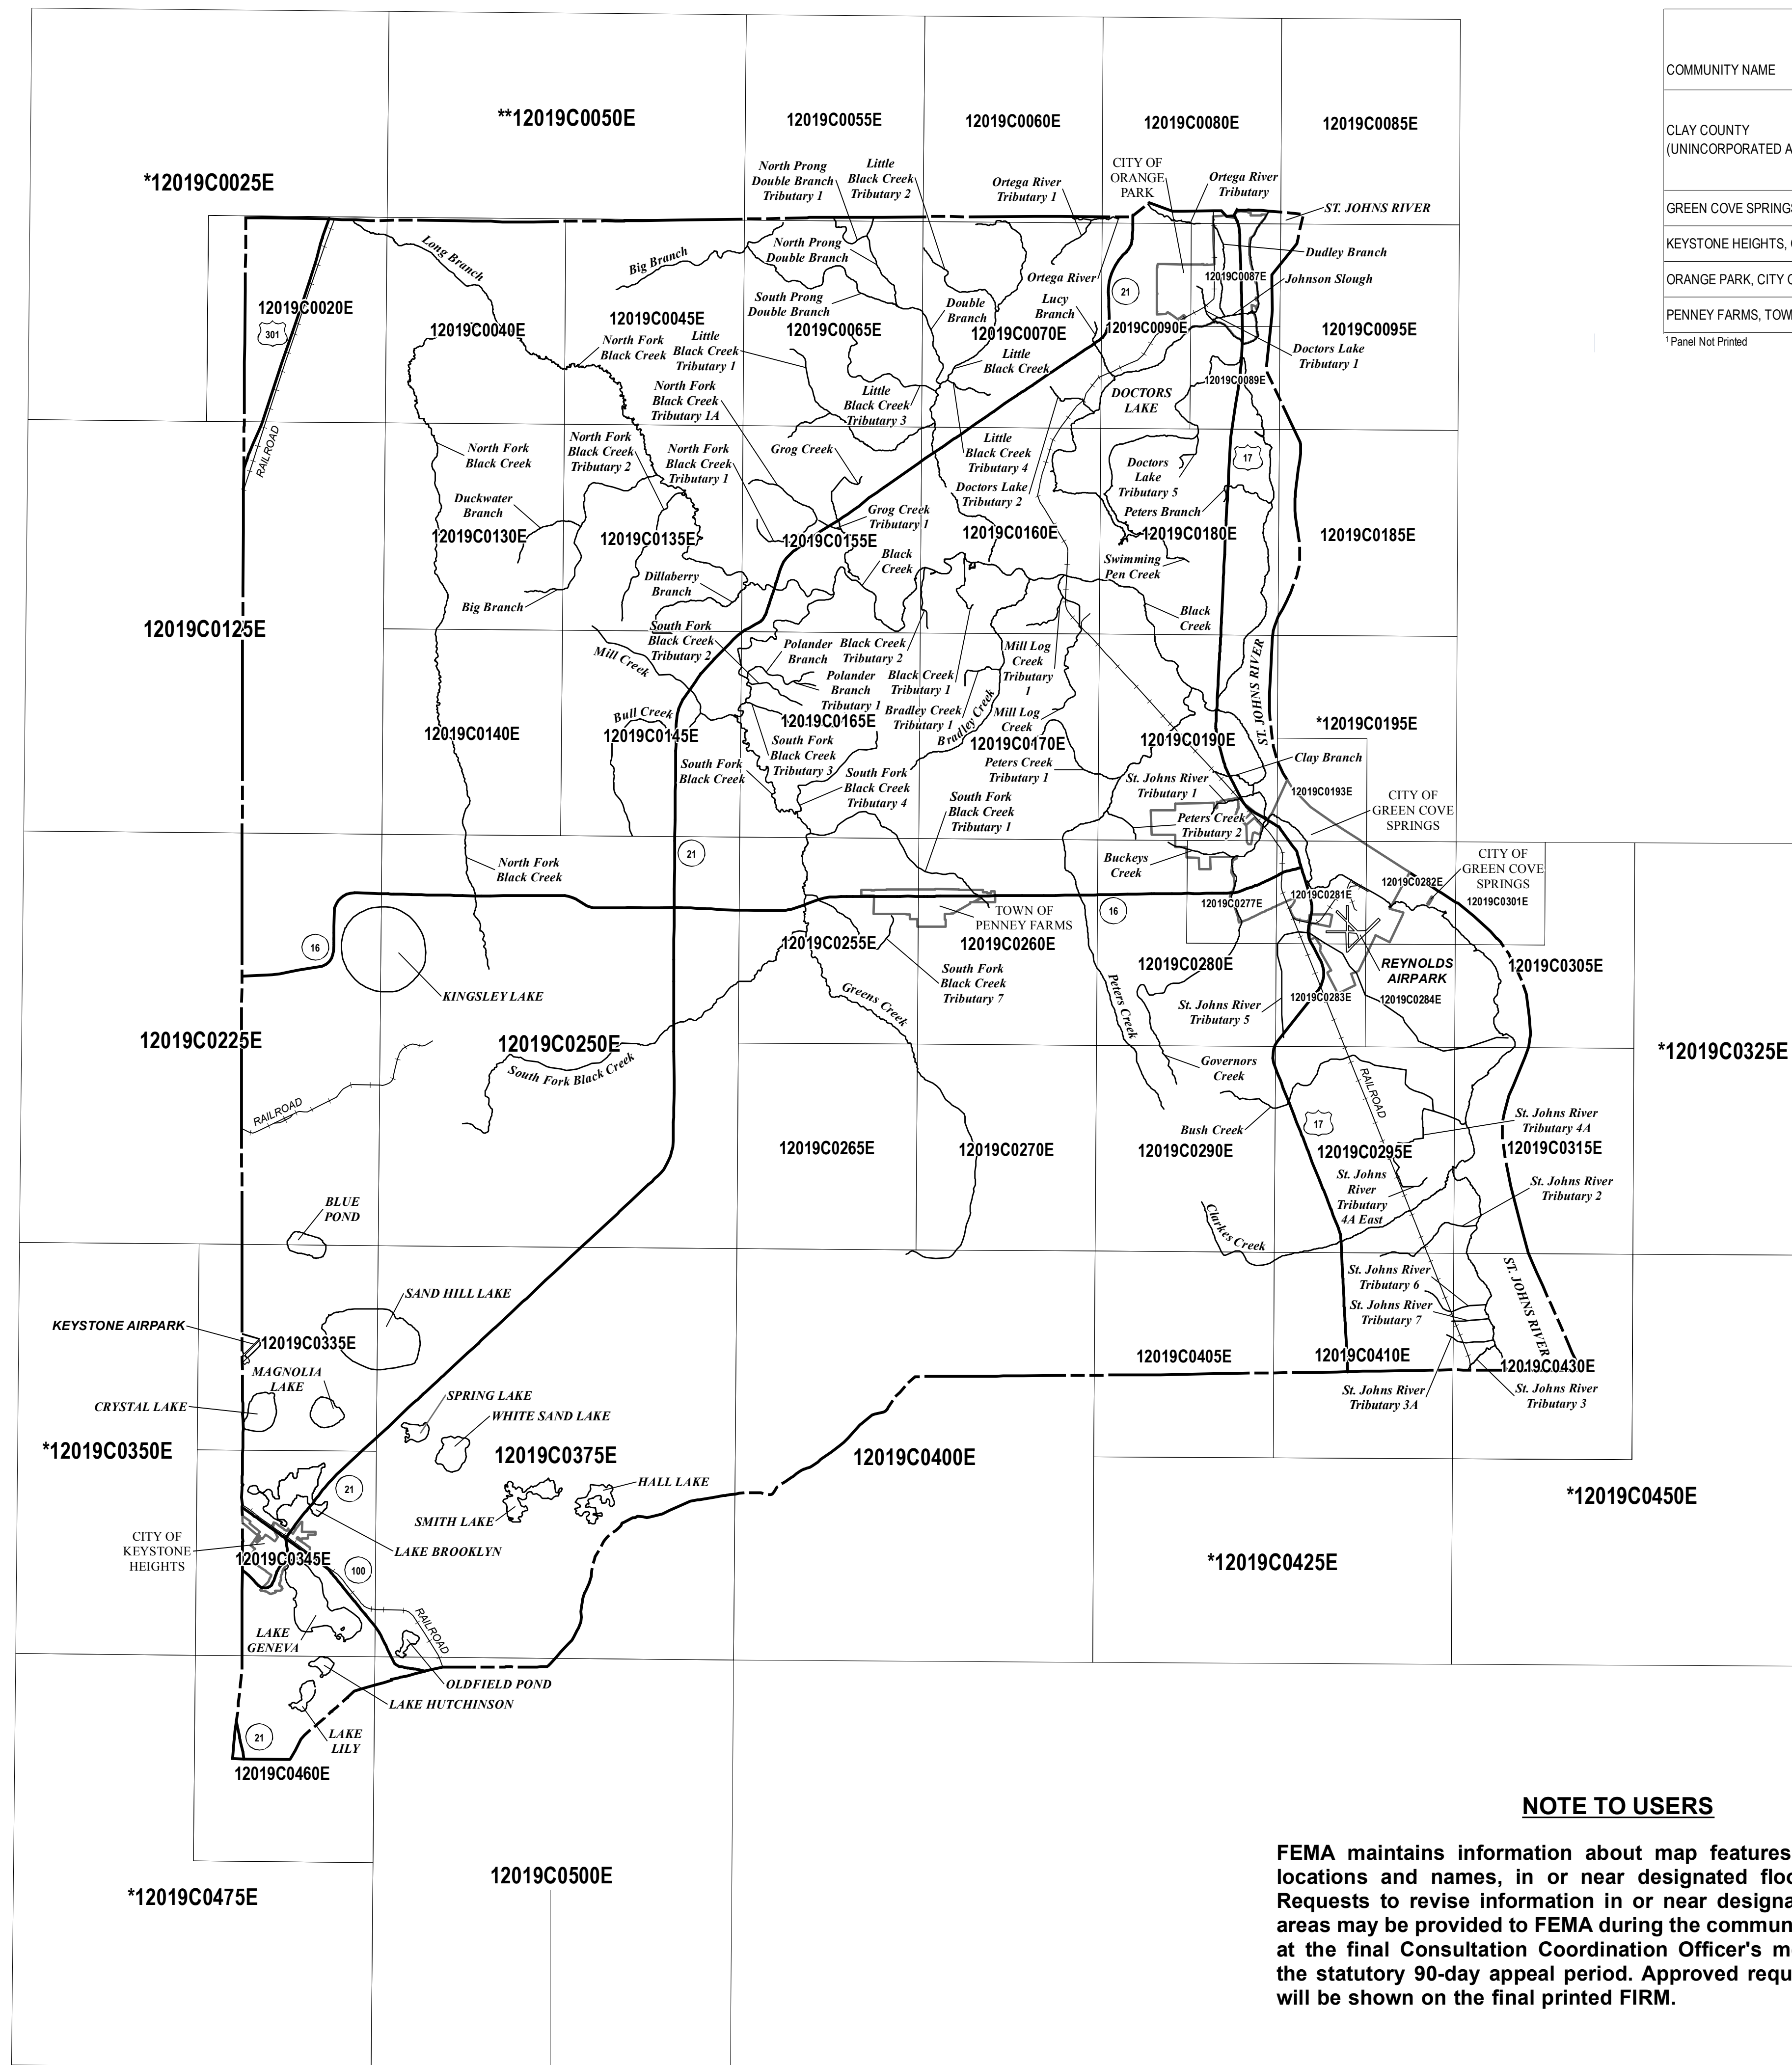 COMMUNITY NAME
CLAY COUNTY
(UNINCORPORATED A
GREEN COVE SPRINGS
KEYSTONE HEIGHTS,
ORANGE PARK, CITY
PENNEY FARMS, TOW
1 Panel Not Printed
*12019C0025E
**12019C0050E
12019C0055E
12019C0060E
12019C0080E
12019C0085E
North Prong
Double Branch
Tributary 1
Little
Black Creek
Tributary 2
Ortega River
Tributary 1
CITY OF
ORANGE
PARK
Ortega River
Tributary
ST. JOHNS RIVER
Long Branch
Big Branch
North Prong
Double Branch
Dudley Branch
Ortega River
12019C0087E
Johnson Slough
12019C0020E
301
12019C0040E
12019C0045E
South Prong
Double Branch
12019C0065E
Double
Branch
12019C0070E
Lucy
Branch
21
12019C0090E
12019C0095E
North Fork
Black Creek
Little
Black Creek
Tributary 1
Little
Black Creek
Doctors Lake
Tributary 1
12019C0089E
North Fork
Black Creek
Tributary 1A
Little
Black Creek
Tributary 3
DOCTORS
LAKE
RAILROAD
North Fork
Black Creek
North Fork
Black Creek
Tributary 2
North Fork
Black Creek
Tributary 1
Grog Creek
Little
Black Creek
Tributary 4
Doctors Lake
Tributary 2
Doctors
Lake
Tributary 5
17
Peters Branch
Duckwater
Branch
12019C0130E
12019C0135E
Grog Creek
Tributary 1
12019C0155E
12019C0160E
12019C0180E
12019C0185E
Black
Creek
Swimming
Pen Creek
Dillaberry
Branch
Big Branch
Black
Creek
12019C0125E
South Fork
Black Creek
Tributary 2
Mill Creek
Polander
Branch
Black Creek
Tributary 2
Mill Log
Creek
Tributary
1
ST. JOHNS RIVER
Polander
Branch
Tributary 1
Black Creek
Tributary 1
Bull Creek
12019C0140E
12019C0145E
12019C0165E
Bradley Creek
Tributary 1
Bradley Creek
Mill Log
Creek
12019C0170E
12019C0190E
*12019C0195E
South Fork
Black Creek
South Fork
Black Creek
Tributary 3
South Fork
Black Creek
Tributary 4
Peters Creek
Tributary 1
Clay Branch
St. Johns River
Tributary 1
12019C0193E
CITY OF
GREEN COVE
SPRINGS
South Fork
Black Creek
Tributary 1
Peters Creek
Tributary 2
21
North Fork
Black Creek
Buckeys
Creek
CITY OF
GREEN COVE
SPRINGS
12019C0301E
12019C0282E
12019C0281E
12019C0277E
16
16
TOWN OF
PENNEY FARMS
12019C0255E
12019C0260E
12019C0280E
REYNOLDS
AIRPARK
12019C0305E
KINGSLEY LAKE
South Fork
Black Creek
Tributary 7
Greens Creek
Peters Creek
St. Johns River
Tributary 5
12019C0283E
12019C0284E
12019C0225E
12019C0250E
South Fork Black Creek
Governors
Creek
*12019C0325E
RAILROAD
RAILROAD
Bush Creek
17
St. Johns River
Tributary 4A
12019C0265E
12019C0270E
12019C0290E
12019C0295E
12019C0315E
St. Johns
River
Tributary
4A East
St. Johns River
Tributary 2
BLUE
POND
Clarkes Creek
St. Johns River
Tributary 6
St. Johns River
Tributary 7
ST. JOHNS RIVER
SAND HILL LAKE
KEYSTONE AIRPARK
12019C0335E
MAGNOLIA
LAKE
CRYSTAL LAKE
12019C0405E
12019C0410E
12019C0430E
St. Johns River
Tributary 3A
St. Johns River
Tributary 3
SPRING LAKE
WHITE SAND LAKE
*12019C0350E
12019C0375E
12019C0400E
HALL LAKE
SMITH LAKE
*12019C0450E
21
CITY OF
KEYSTONE
HEIGHTS
LAKE BROOKLYN
12019C0345E
100
*12019C0425E
LAKE
GENEVA
RAILROAD
OLDFIELD POND
LAKE HUTCHINSON
LAKE
LILY
21
12019C0460E
*12019C0475E
12019C0500E
NOTE TO USERS
FEMA maintains information about map features
locations and names, in or near designated floo
Requests to revise information in or near designa
areas may be provided to FEMA during the commun
at the final Consultation Coordination Officer's m
the statutory 90-day appeal period. Approved requ
will be shown on the final printed FIRM.